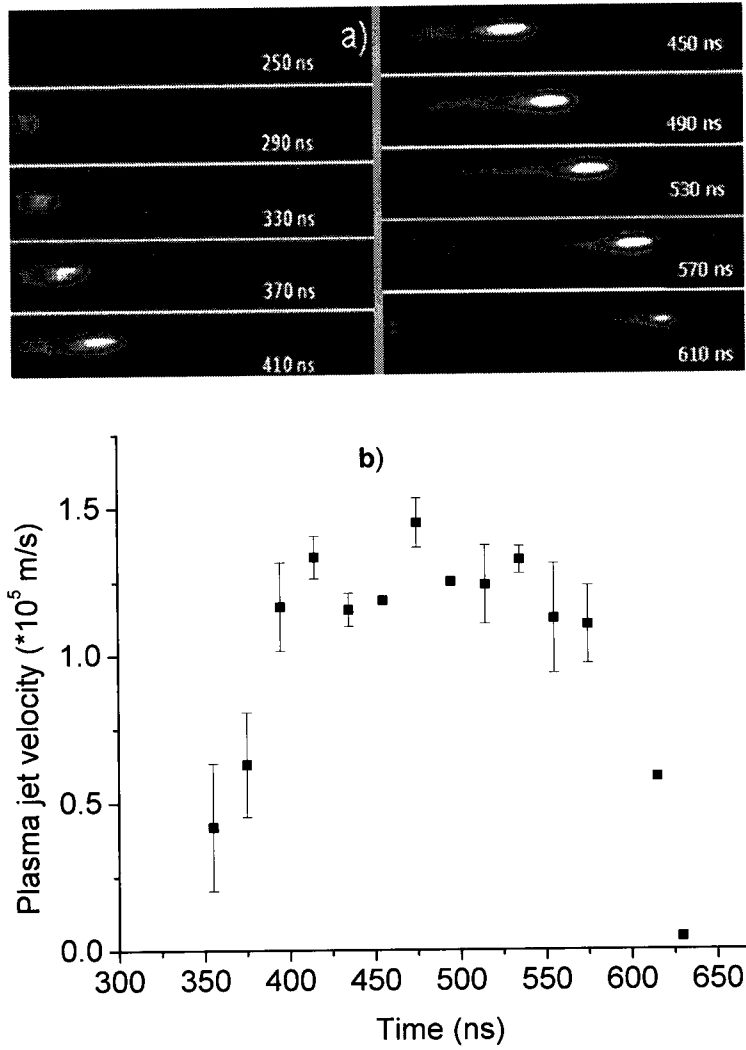 a)
250 ns
290 ns
330 ns
370 ns
410 ns
450 ns
490 ns
530 ns
570 ns
610 ns
b)
1.5
1.0
0.5
0.0
Plasma jet velocity (*10⁵ m/s)
300 350 400 450 500 550 600 650
Time (ns)